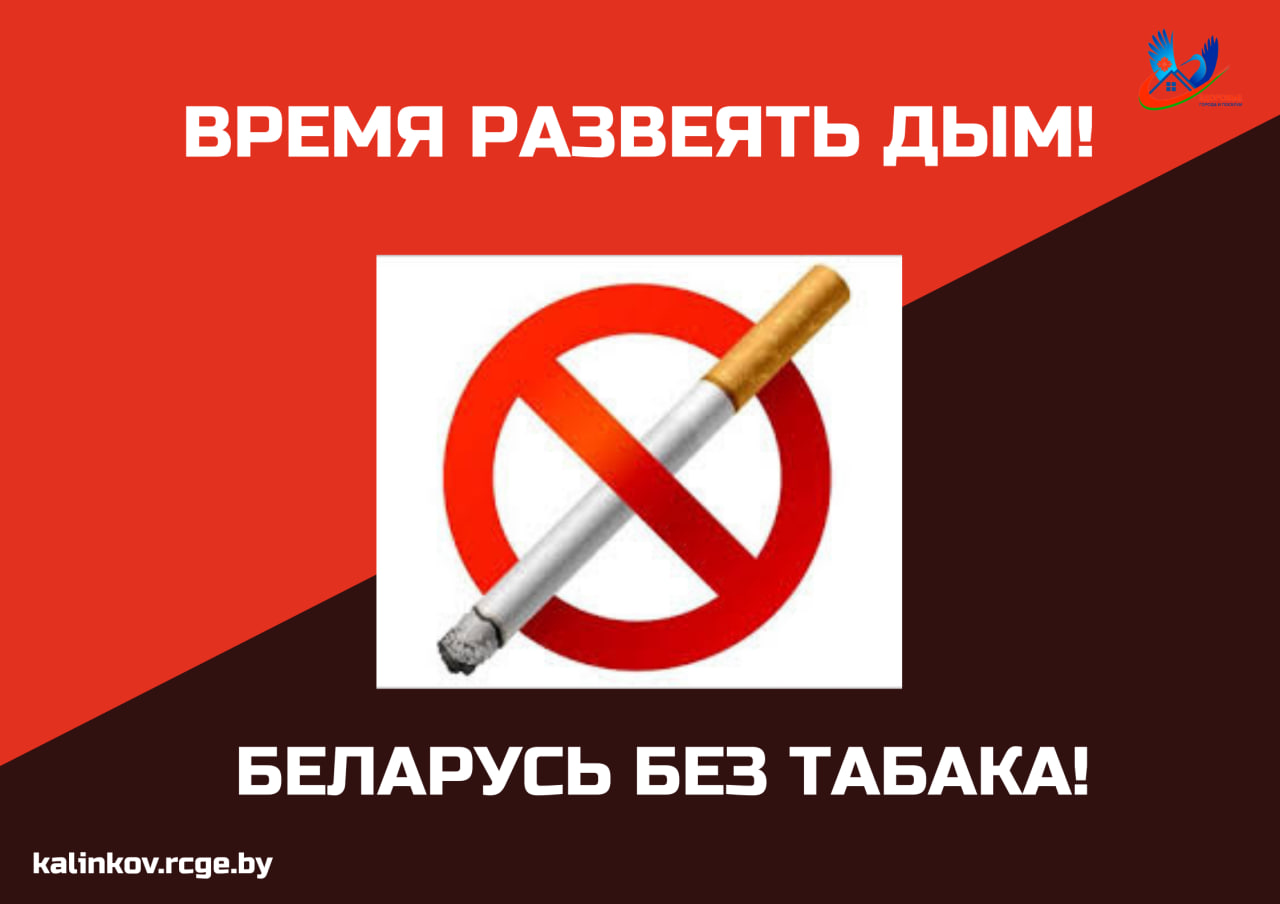 ВРЕМЯ РАЗВЕЯТЬ ДЫМ!
БЕЛАРУСЬ БЕЗ ТАБАКА!
kalinkov.rcge.by